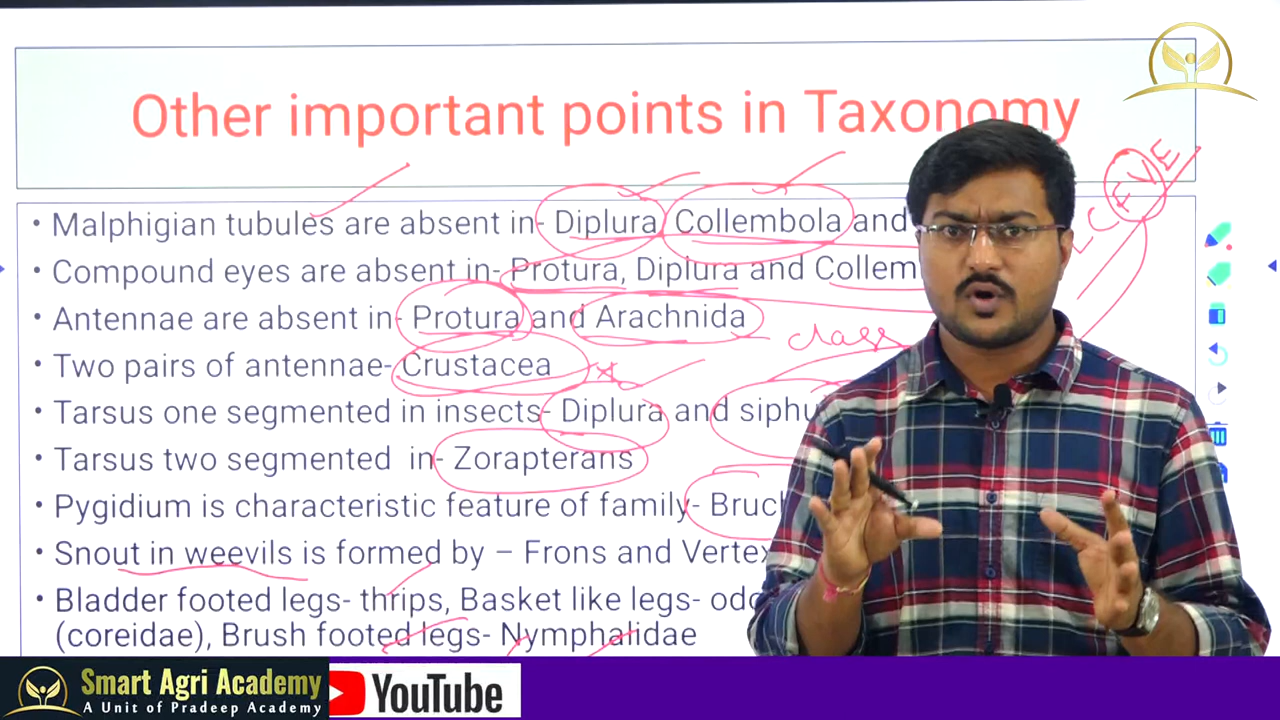 Other important points in Taxonomy
• Malphigian tubules are absent in- Diplura Collembola and
• Compound eyes are absent in- Protura, Diplura and Collem
• Antennae are absent in- Protura and Arachnida
class
• Two pairs of antennae- Crustacea
• Tarsus one segmented in insects- Diplura and siphu
• Tarsus two segmented in- Zorapterans
• Pygidium is characteristic feature of family- Bruch
• Snout in weevils is formed by – Frons and Vertex
• Bladder footed legs- thrips, Basket like legs- odo
(coreidae), Brush footed legs- Nymphalidae
Smart Agri Academy
A Unit of Pradeep Academy
YouTube